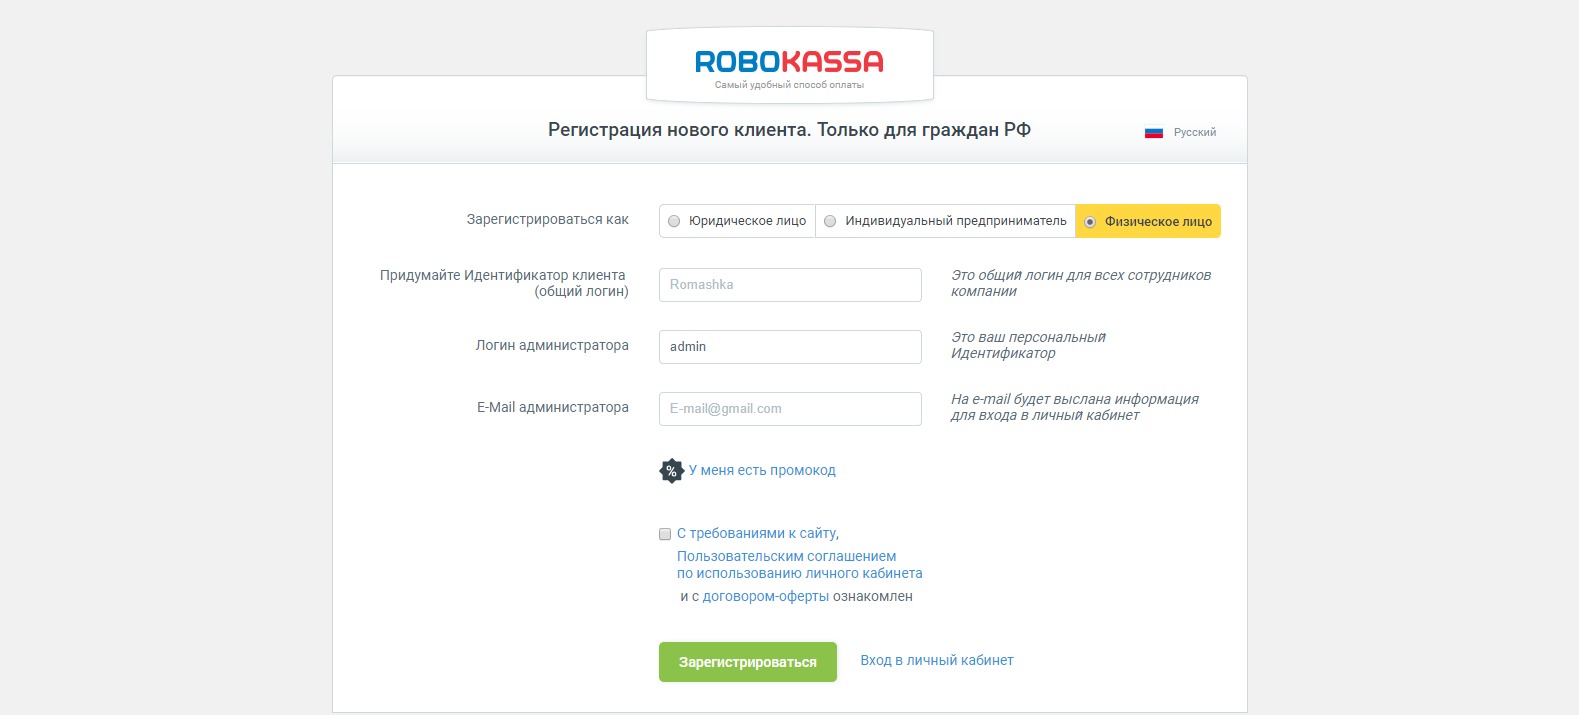 ROBOKASSA
Самый удобный способ оплаты
Регистрация нового клиента. Только для граждан РФ
Русский
Зарегистрироваться как
Юридическое лицо
Индивидуальный предприниматель
Физическое лицо
Придумайте Идентификатор клиента
(общий логин)
Romashka
Это общий логин для всех сотрудников
компании
Логин администратора
admin
Это ваш персональный
Идентификатор
E-Mail администратора
E-mail@gmail.com
На e-mail будет выслана информация
для входа в личный кабинет
% У меня есть промокод
С требованиями к сайту,
Пользовательским соглашением
по использованию личного кабинета
и с договором-оферты ознакомлен
Зарегистрироваться
Вход в личный кабинет